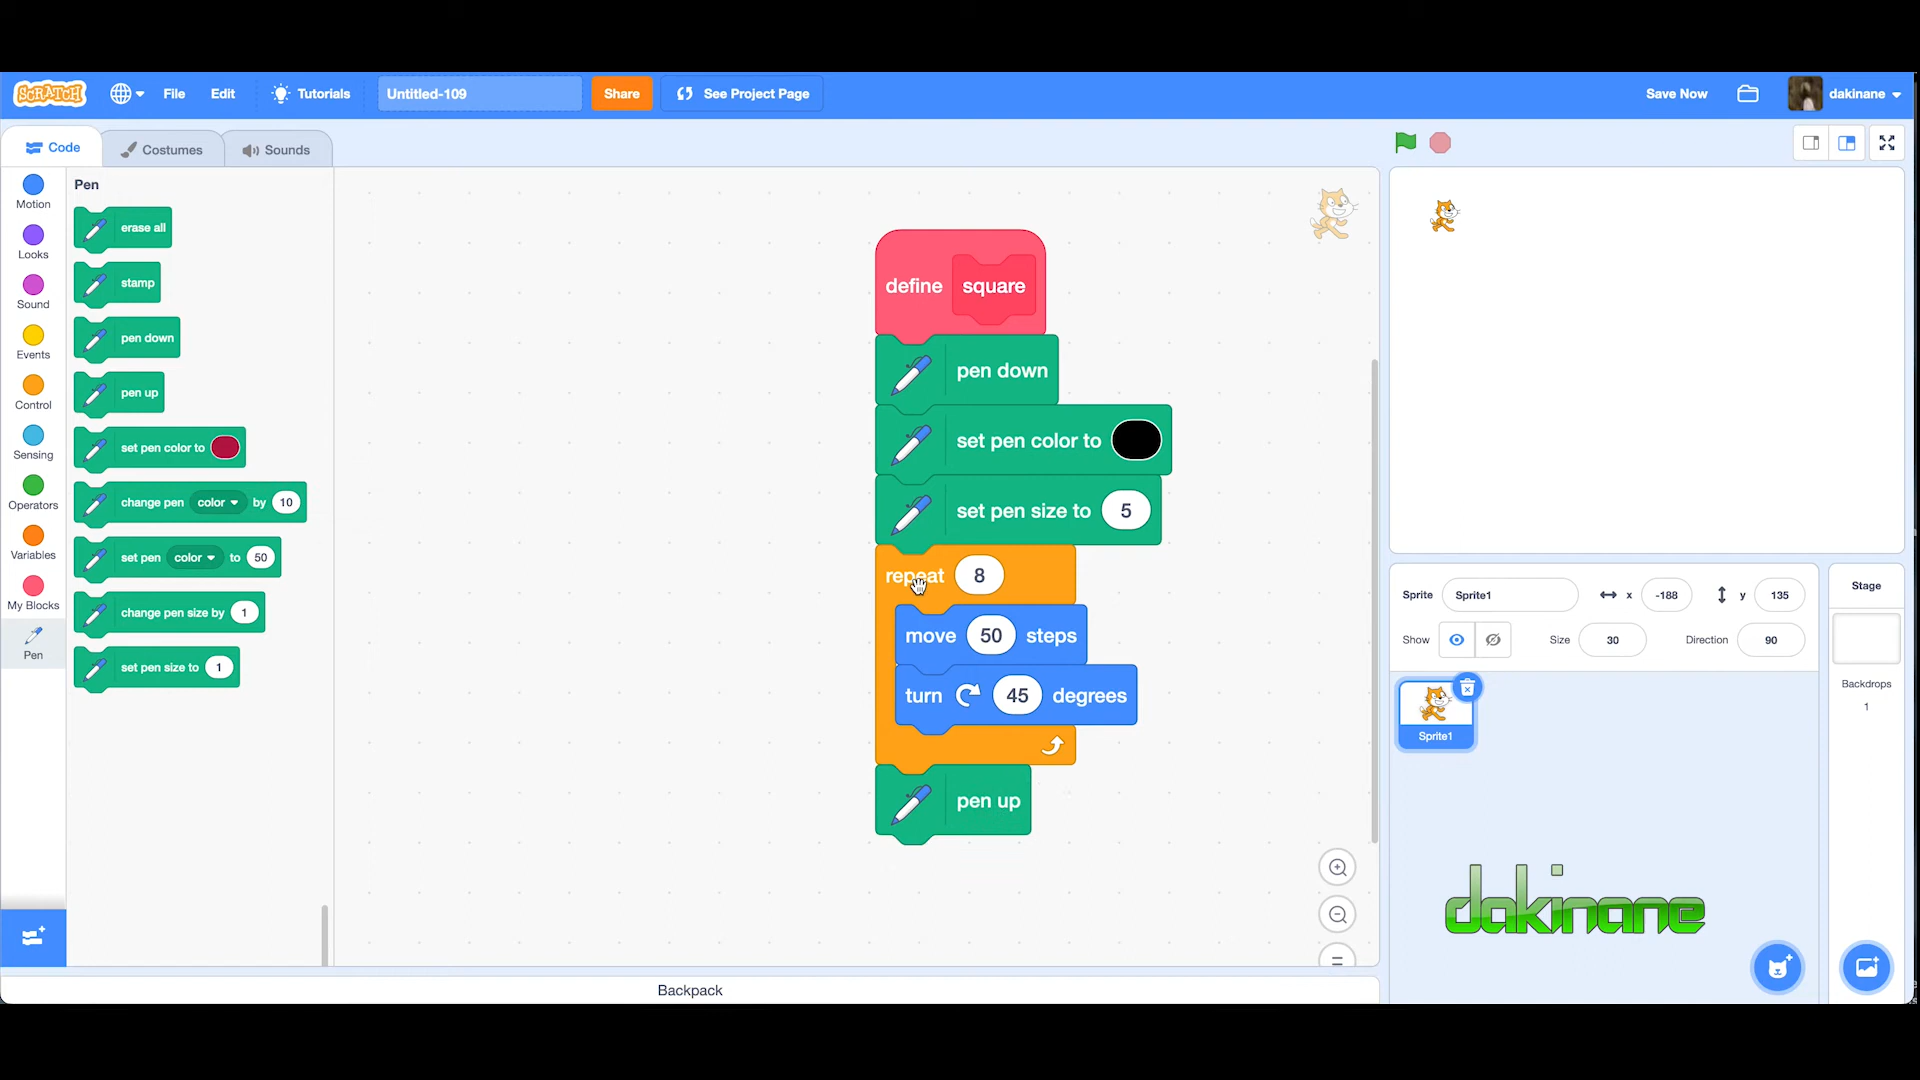 SCRATCH
File
Edit
Tutorials
Untitled-109
Share
See Project Page
Save Now
dakinane
Code
Costumes
Sounds
Motion
Looks
Sound
Events
Control
Sensing
Operators
Variables
My Blocks
Pen
Pen
erase all
stamp
pen down
pen up
set pen color to
change pen color by 10
set pen color to 50
change pen size by 1
set pen size to 1
define square
pen down
set pen color to
set pen size to 5
repeat 8
move 50 steps
turn 45 degrees
pen up
Backpack
Sprite Sprite1 x -188 y 135
Show Size 30 Direction 90
Sprite1
Stage
Backdrops
1
dakinane